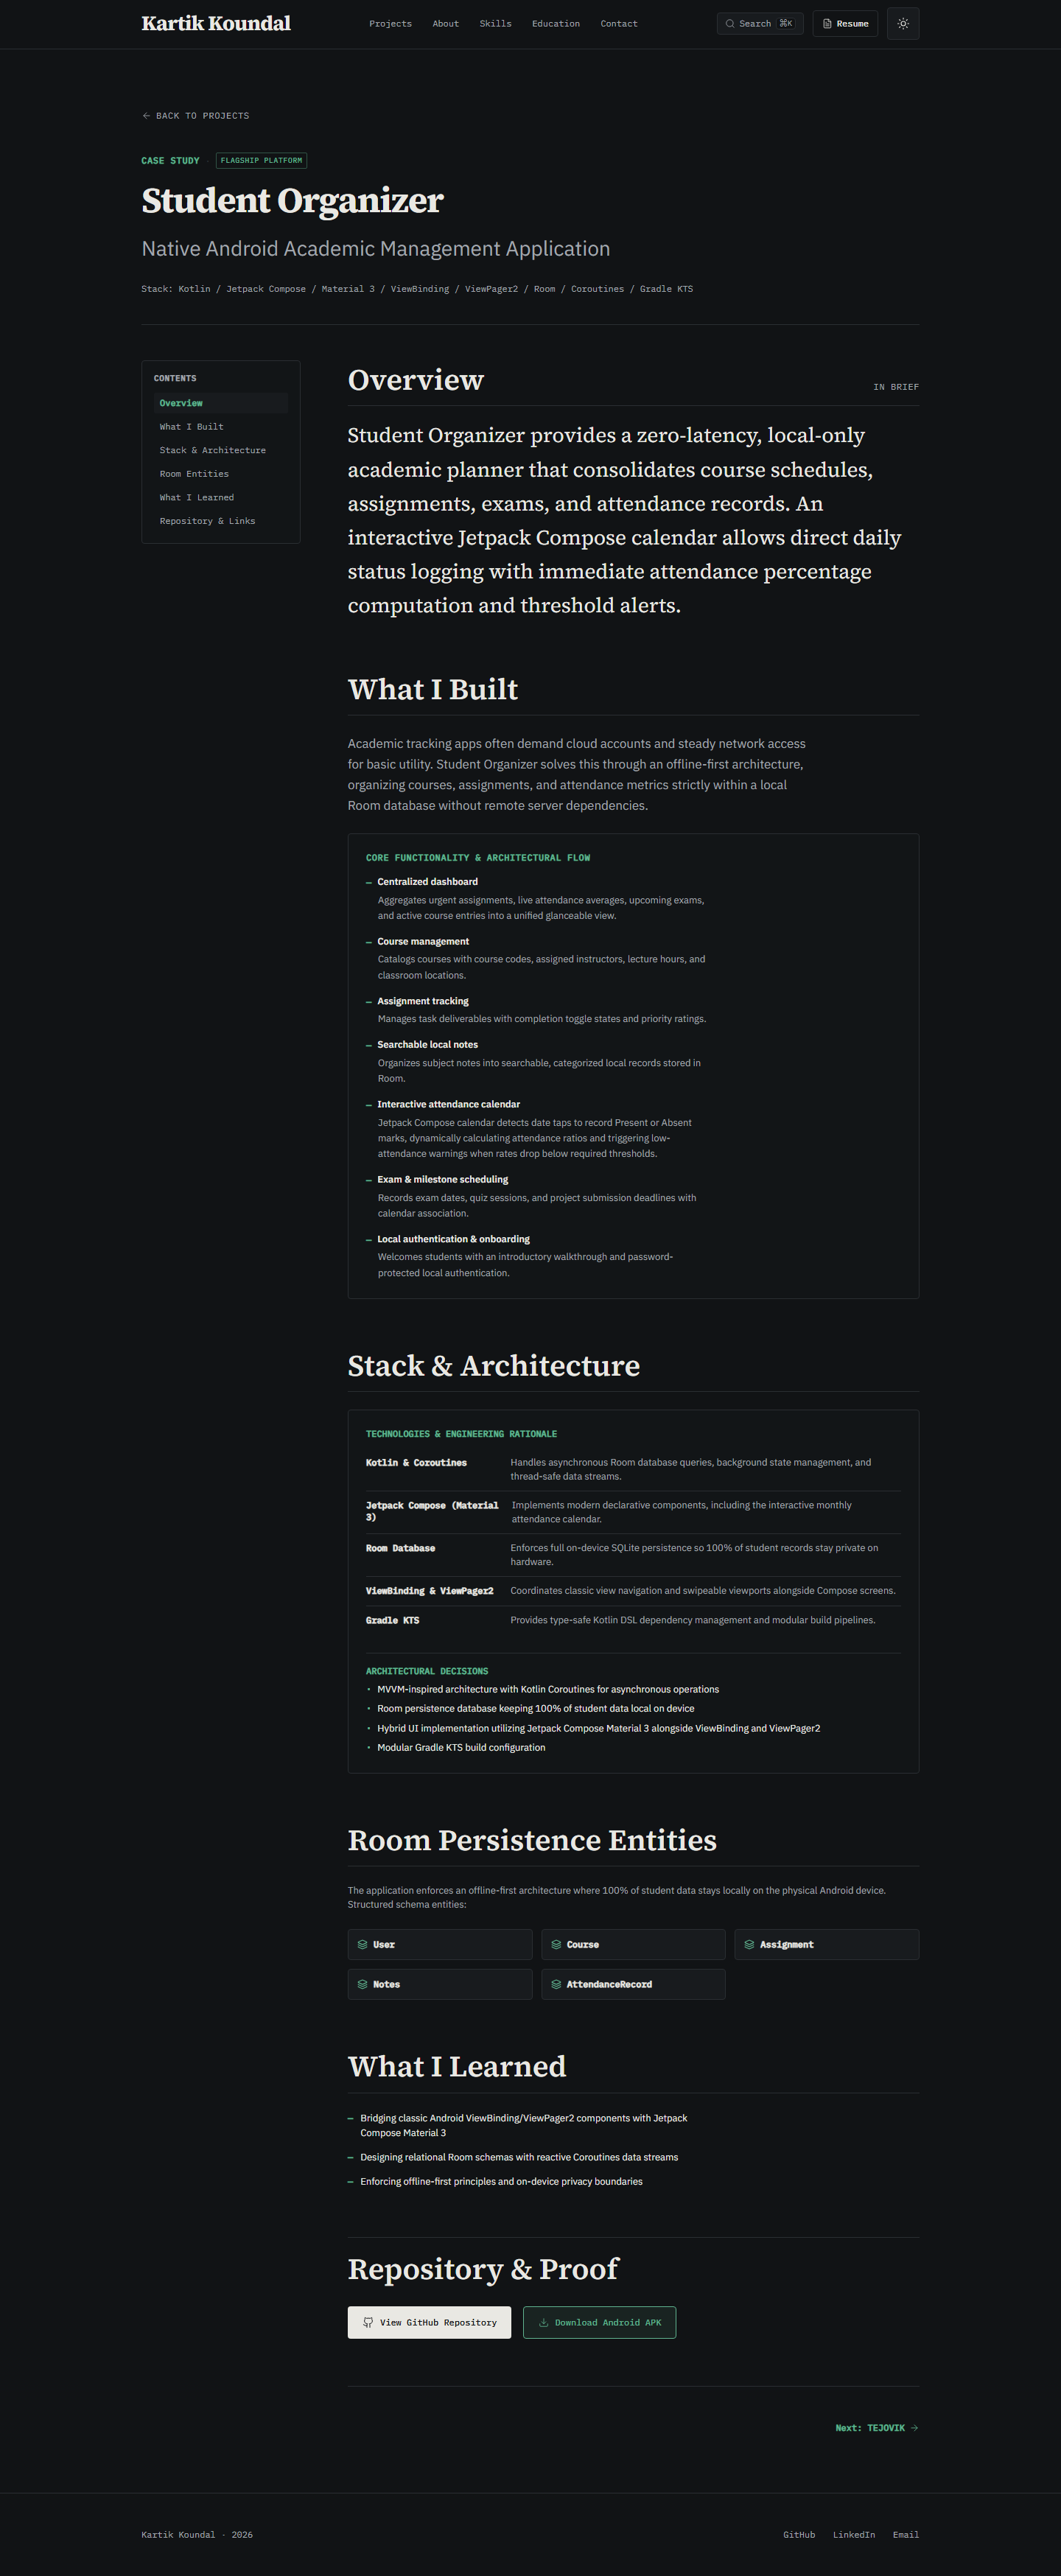 Kartik Koundal
Projects About Skills Education Contact
Search ⌘K
Resume
← BACK TO PROJECTS
CASE STUDY · FLAGSHIP PLATFORM
Student Organizer
Native Android Academic Management Application
Stack: Kotlin / Jetpack Compose / Material 3 / ViewBinding / ViewPager2 / Room / Coroutines / Gradle KTS
CONTENTS
Overview
What I Built
Stack & Architecture
Room Entities
What I Learned
Repository & Links
Overview
IN BRIEF
Student Organizer provides a zero-latency, local-only
academic planner that consolidates course schedules,
assignments, exams, and attendance records. An
interactive Jetpack Compose calendar allows direct daily
status logging with immediate attendance percentage
computation and threshold alerts.
What I Built
Academic tracking apps often demand cloud accounts and steady network access
for basic utility. Student Organizer solves this through an offline-first architecture,
organizing courses, assignments, and attendance metrics strictly within a local
Room database without remote server dependencies.
CORE FUNCTIONALITY & ARCHITECTURAL FLOW
— Centralized dashboard
Aggregates urgent assignments, live attendance averages, upcoming exams,
and active course entries into a unified glanceable view.
— Course management
Catalogs courses with course codes, assigned instructors, lecture hours, and
classroom locations.
— Assignment tracking
Manages task deliverables with completion toggle states and priority ratings.
— Searchable local notes
Organizes subject notes into searchable, categorized local records stored in
Room.
— Interactive attendance calendar
Jetpack Compose calendar detects date taps to record Present or Absent
marks, dynamically calculating attendance ratios and triggering low-
attendance warnings when rates drop below required thresholds.
— Exam & milestone scheduling
Records exam dates, quiz sessions, and project submission deadlines with
calendar association.
— Local authentication & onboarding
Welcomes students with an introductory walkthrough and password-
protected local authentication.
Stack & Architecture
TECHNOLOGIES & ENGINEERING RATIONALE
Kotlin & Coroutines
Handles asynchronous Room database queries, background state management, and
thread-safe data streams.
Jetpack Compose (Material
3)
Implements modern declarative components, including the interactive monthly
attendance calendar.
Room Database
Enforces full on-device SQLite persistence so 100% of student records stay private on
hardware.
ViewBinding & ViewPager2
Coordinates classic view navigation and swipeable viewports alongside Compose screens.
Gradle KTS
Provides type-safe Kotlin DSL dependency management and modular build pipelines.
ARCHITECTURAL DECISIONS
• MVVM-inspired architecture with Kotlin Coroutines for asynchronous operations
• Room persistence database keeping 100% of student data local on device
• Hybrid UI implementation utilizing Jetpack Compose Material 3 alongside ViewBinding and ViewPager2
• Modular Gradle KTS build configuration
Room Persistence Entities
The application enforces an offline-first architecture where 100% of student data stays locally on the physical Android device.
Structured schema entities:
User
Course
Assignment
Notes
AttendanceRecord
What I Learned
— Bridging classic Android ViewBinding/ViewPager2 components with Jetpack
Compose Material 3
— Designing relational Room schemas with reactive Coroutines data streams
— Enforcing offline-first principles and on-device privacy boundaries
Repository & Proof
View GitHub Repository
Download Android APK
Next: TEJOVIK →
Kartik Koundal · 2026
GitHub LinkedIn Email